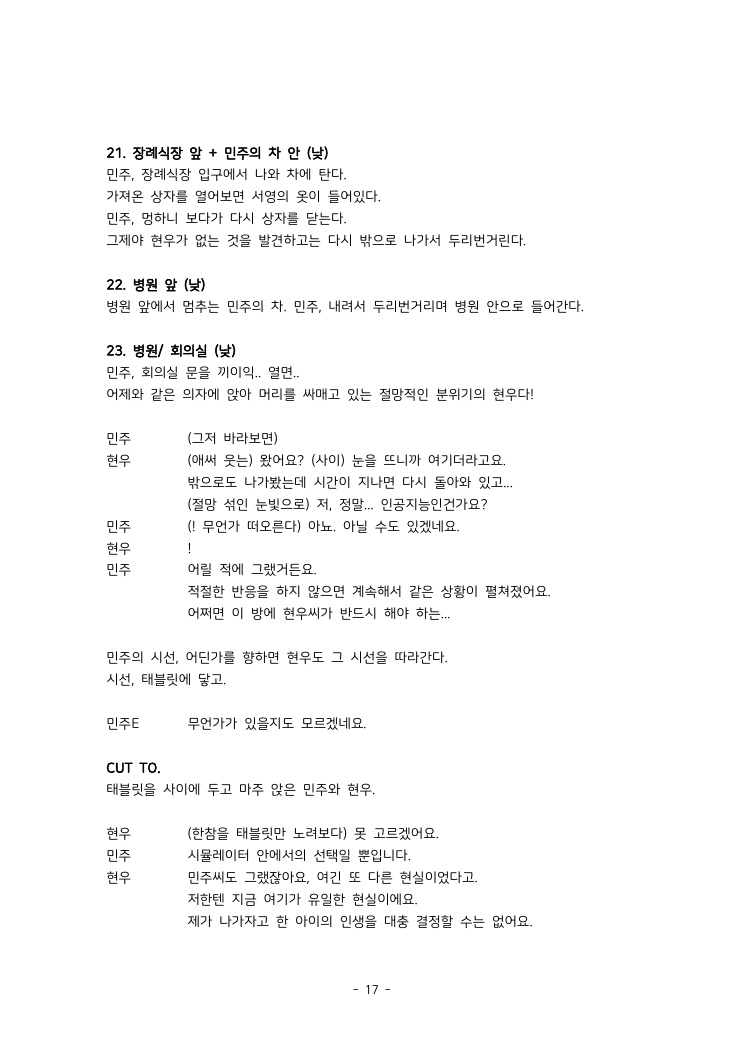 21. 장례식장 앞 + 민주의 차 안 (낮)
민주, 장례식장 입구에서 나와 차에 탄다.
가져온 상자를 열어보면 서영의 옷이 들어있다.
민주, 멍하니 보다가 다시 상자를 닫는다.
그제야 현우가 없는 것을 발견하고는 다시 밖으로 나가서 두리번거린다.
22. 병원 앞 (낮)
병원 앞에서 멈추는 민주의 차. 민주, 내려서 두리번거리며 병원 안으로 들어간다.
23. 병원/ 회의실 (낮)
민주, 회의실 문을 끼이익.. 열면..
어제와 같은 의자에 앉아 머리를 싸매고 있는 절망적인 분위기의 현우다!
민주 (그저 바라보면)
현우 (애써 웃는) 왔어요? (사이) 눈을 뜨니까 여기더라고요.
밖으로도 나가봤는데 시간이 지나면 다시 돌아와 있고...
(절망 섞인 눈빛으로) 저, 정말... 인공지능인건가요?
민주 (! 무언가 떠오른다) 아뇨. 아닐 수도 있겠네요.
현우 !
민주 어릴 적에 그랬거든요.
적절한 반응을 하지 않으면 계속해서 같은 상황이 펼쳐졌어요.
어쩌면 이 방에 현우씨가 반드시 해야 하는...
민주의 시선, 어딘가를 향하면 현우도 그 시선을 따라간다.
시선, 태블릿에 닿고.
민주E 무언가가 있을지도 모르겠네요.
CUT TO.
태블릿을 사이에 두고 마주 앉은 민주와 현우.
현우 (한참을 태블릿만 노려보다) 못 고르겠어요.
민주 시뮬레이터 안에서의 선택일 뿐입니다.
현우 민주씨도 그랬잖아요, 여긴 또 다른 현실이었다고.
저한텐 지금 여기가 유일한 현실이에요.
제가 나가자고 한 아이의 인생을 대충 결정할 수는 없어요.
- 17 -